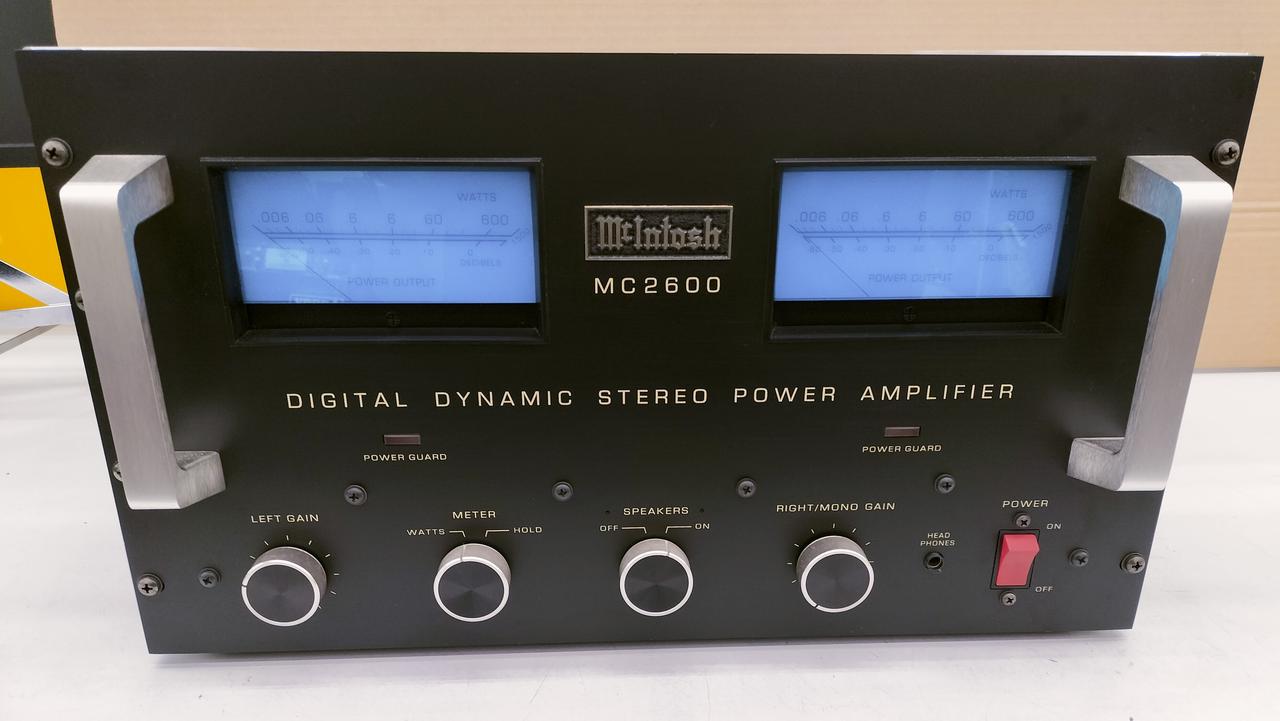 WATTS
.006 .06 .6 6 60 600
DECIBELS
POWER OUTPUT
McIntosh
MC2600
WATTS
.006 .06 .6 6 60 600
DECIBELS
POWER OUTPUT
DIGITAL DYNAMIC STEREO POWER AMPLIFIER
POWER GUARD
POWER GUARD
LEFT GAIN
METER
WATTS
HOLD
SPEAKERS
OFF
ON
RIGHT/MONO GAIN
HEAD
PHONES
POWER
ON
OFF